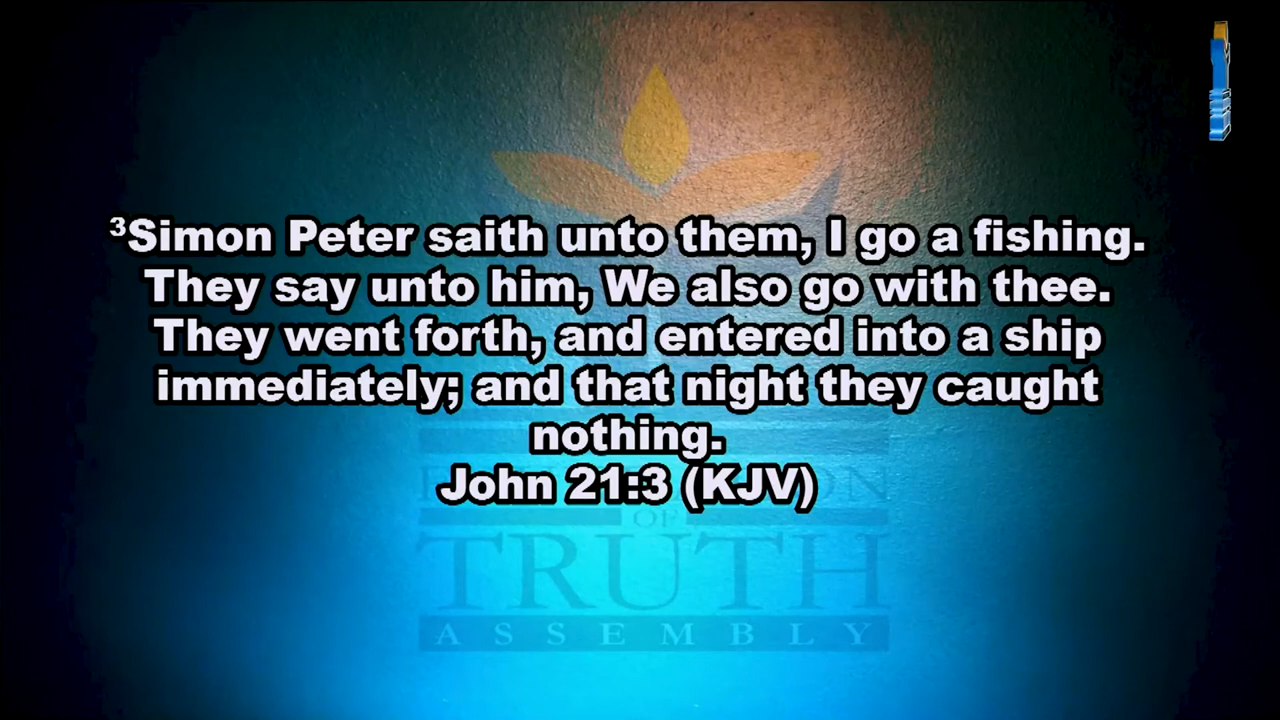 ³Simon Peter saith unto them, I go a fishing.
They say unto him, We also go with thee.
They went forth, and entered into a ship
immediately; and that night they caught
nothing.
John 21:3 (KJV)
OF
TRUTH
ASSEMBLY